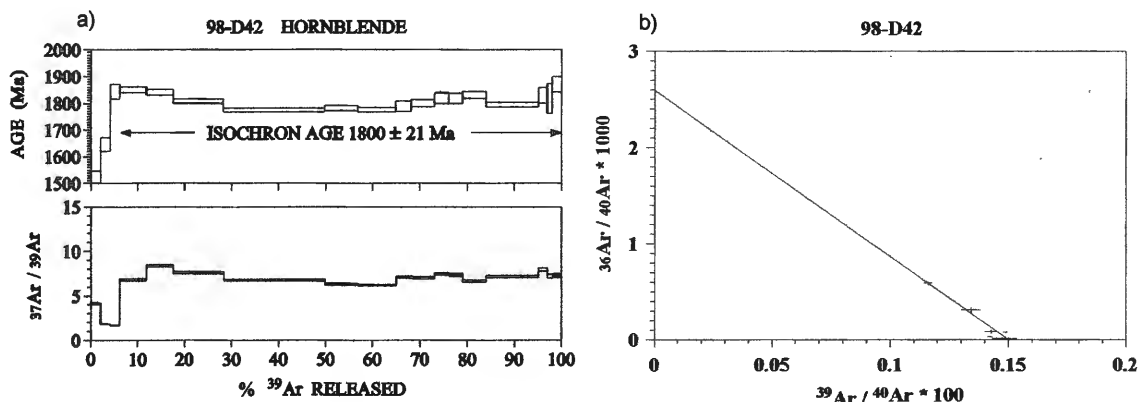 a)
98-D42 HORNBLENDE
AGE (Ma)
2000
1900
1800
1700
1600
1500
ISOCHRON AGE 1800 ± 21 Ma
37Ar / 39Ar
15
10
5
0
0 10 20 30 40 50 60 70 80 90 100
% 39Ar RELEASED
b)
98-D42
36Ar / 40Ar * 1000
3
2
1
0
0 0.05 0.1 0.15 0.2
39Ar / 40Ar * 100